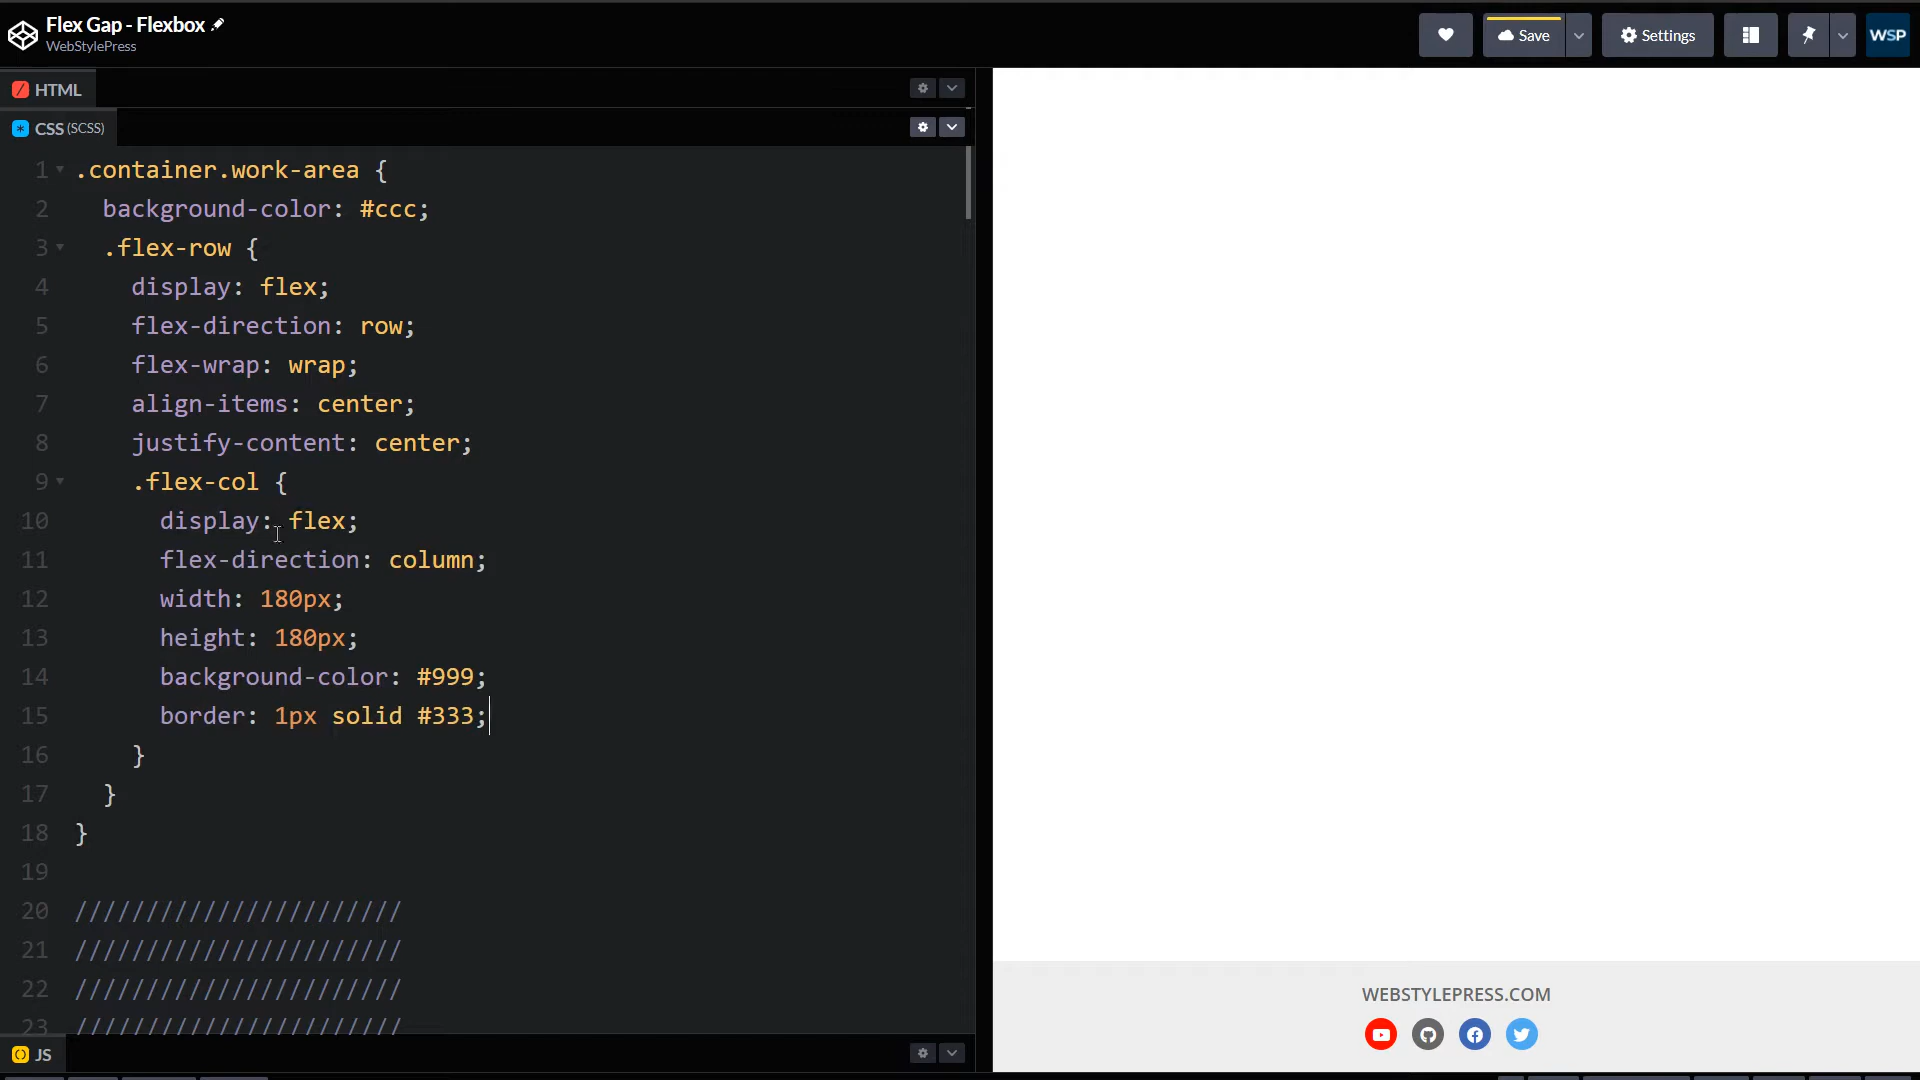 Flex Gap - Flexbox
WebStylePress
Save
Settings
WSP
HTML
CSS (SCSS)
1 .container.work-area {
2 background-color: #ccc;
3 .flex-row {
4 display: flex;
5 flex-direction: row;
6 flex-wrap: wrap;
7 align-items: center;
8 justify-content: center;
9 .flex-col {
10 display: flex;
11 flex-direction: column;
12 width: 180px;
13 height: 180px;
14 background-color: #999;
15 border: 1px solid #333;
16 }
17 }
18 }
19
20 ///////////////////////
21 ///////////////////////
22 ///////////////////////
23 ///////////////////////
JS
WEBSTYLEPRESS.COM